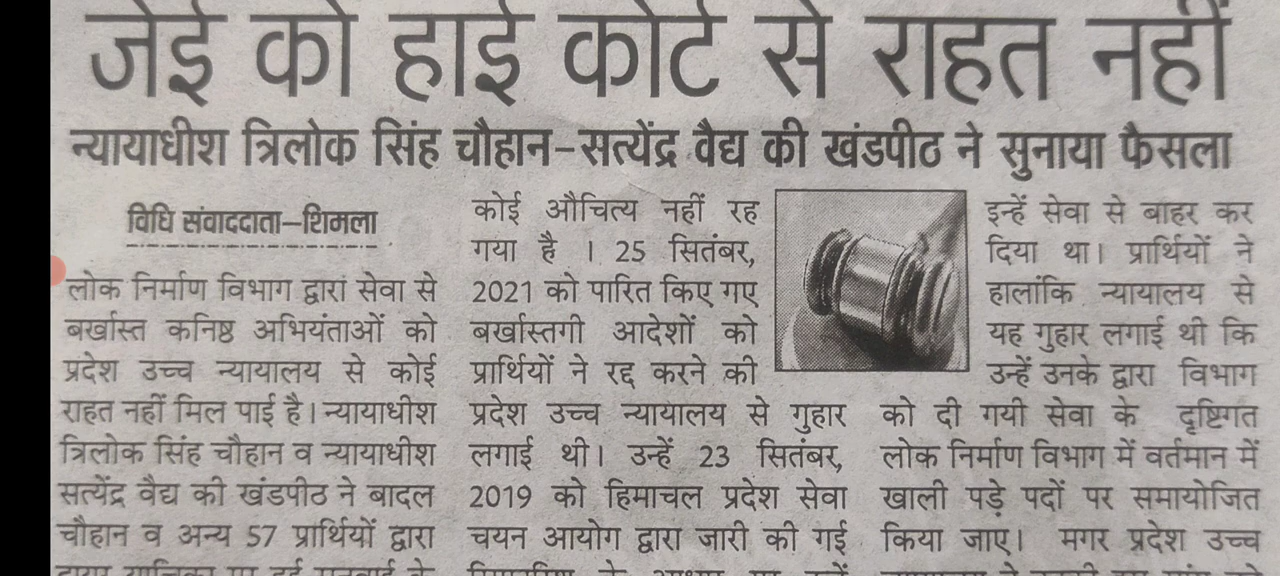 जेई को हाई कोर्ट से राहत नहीं
न्यायाधीश त्रिलोक सिंह चौहान-सत्येंद्र वैद्य की खंडपीठ ने सुनाया फैसला
विधि संवाददाता—शिमला
लोक निर्माण विभाग द्वारा सेवा से
बर्खास्त कनिष्ठ अभियंताओं को
प्रदेश उच्च न्यायालय से कोई
राहत नहीं मिल पाई है। न्यायाधीश
त्रिलोक सिंह चौहान व न्यायाधीश
सत्येंद्र वैद्य की खंडपीठ ने बादल
चौहान व अन्य 57 प्रार्थियों द्वारा
कोई औचित्य नहीं रह
गया है । 25 सितंबर,
2021 को पारित किए गए
बर्खास्तगी आदेशों को
प्रार्थियों ने रद्द करने की
प्रदेश उच्च न्यायालय से गुहार
लगाई थी। उन्हें 23 सितंबर,
2019 को हिमाचल प्रदेश सेवा
चयन आयोग द्वारा जारी की गई
इन्हें सेवा से बाहर कर
दिया था। प्रार्थियों ने
हालांकि न्यायालय से
यह गुहार लगाई थी कि
उन्हें उनके द्वारा विभाग
को दी गयी सेवा के दृष्टिगत
लोक निर्माण विभाग में वर्तमान में
खाली पड़े पदों पर समायोजित
किया जाए। मगर प्रदेश उच्च